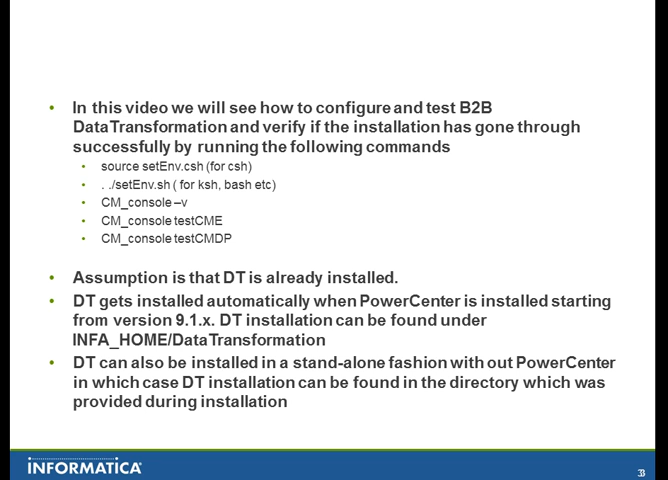 • In this video we will see how to configure and test B2B
DataTransformation and verify if the installation has gone through
successfully by running the following commands
• source setEnv.csh (for csh)
• . ./setEnv.sh ( for ksh, bash etc)
• CM_console –v
• CM_console testCME
• CM_console testCMDP
• Assumption is that DT is already installed.
• DT gets installed automatically when PowerCenter is installed starting
from version 9.1.x. DT installation can be found under
INFA_HOME/DataTransformation
• DT can also be installed in a stand-alone fashion with out PowerCenter
in which case DT installation can be found in the directory which was
provided during installation
INFORMATICA